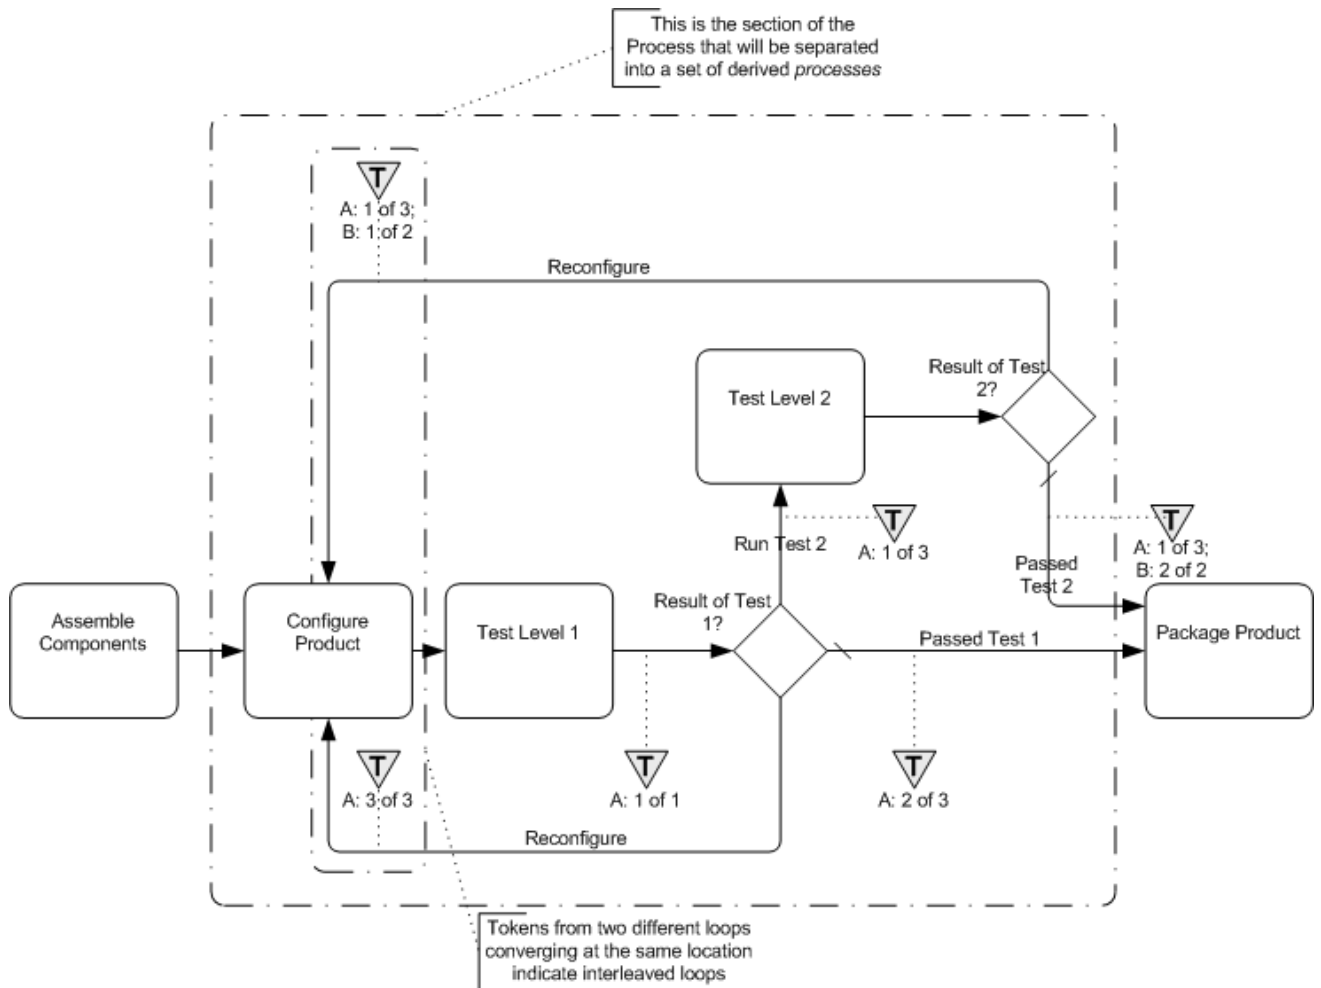 This is the section of the
Process that will be separated
into a set of derived processes
T
A: 1 of 3;
B: 1 of 2
Reconfigure
Result of Test
2?
Test Level 2
T
A: 1 of 3
Run Test 2
T
A: 1 of 3;
B: 2 of 2
Passed
Test 2
Assemble
Components
Configure
Product
Test Level 1
Result of Test
1?
Passed Test 1
Package Product
T
A: 3 of 3
T
A: 1 of 1
T
A: 2 of 3
Reconfigure
Tokens from two different loops
converging at the same location
indicate interleaved loops